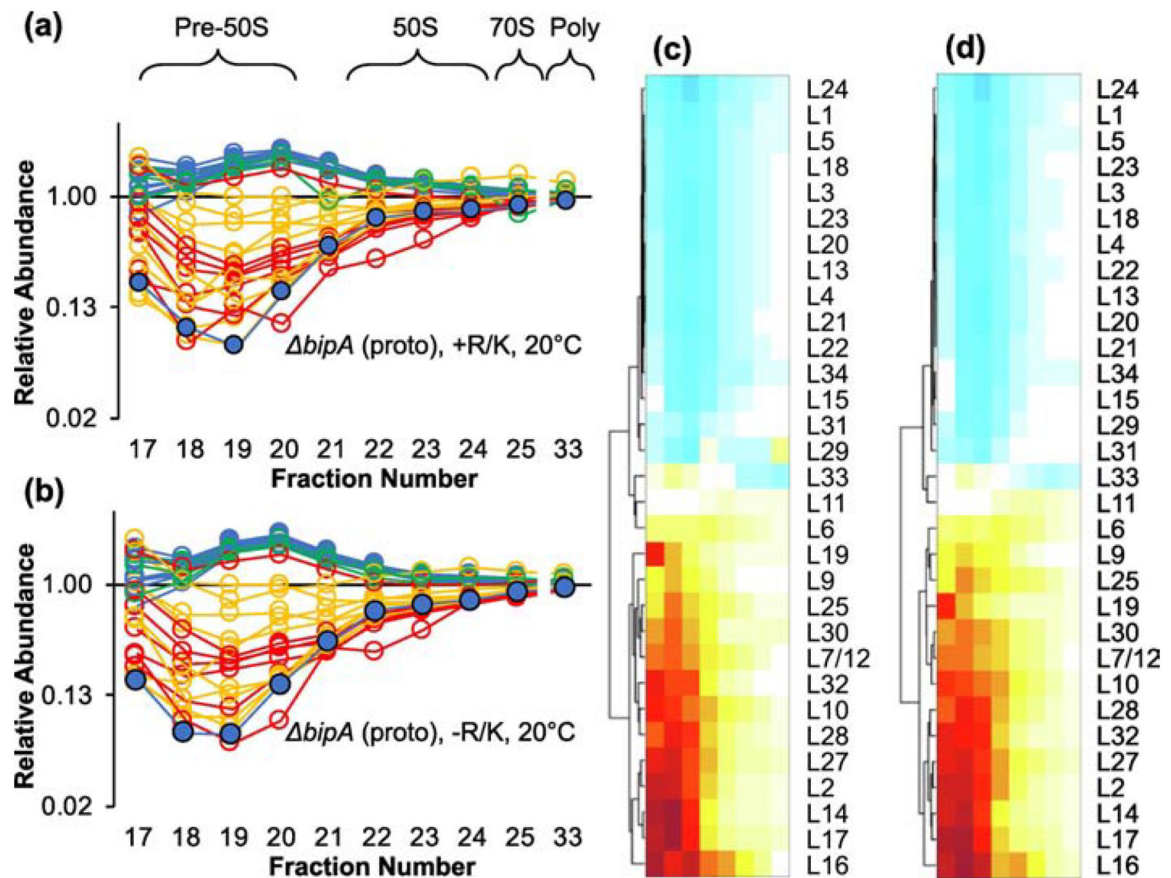 (a)
Pre-50S 50S 70S Poly
Relative Abundance
1.00
0.13
0.02
ΔbipA (proto), +R/K, 20°C
17 18 19 20 21 22 23 24 25 33
Fraction Number
(b)
Relative Abundance
1.00
0.13
0.02
ΔbipA (proto), -R/K, 20°C
17 18 19 20 21 22 23 24 25 33
Fraction Number
(c)
L24
L1
L5
L18
L3
L23
L20
L13
L4
L21
L22
L34
L15
L31
L29
L33
L11
L6
L19
L9
L25
L30
L7/12
L32
L10
L28
L27
L2
L14
L17
L16
(d)
L24
L1
L5
L23
L3
L18
L4
L22
L13
L20
L21
L34
L15
L29
L31
L33
L11
L6
L9
L25
L19
L30
L7/12
L10
L28
L32
L27
L2
L14
L17
L16